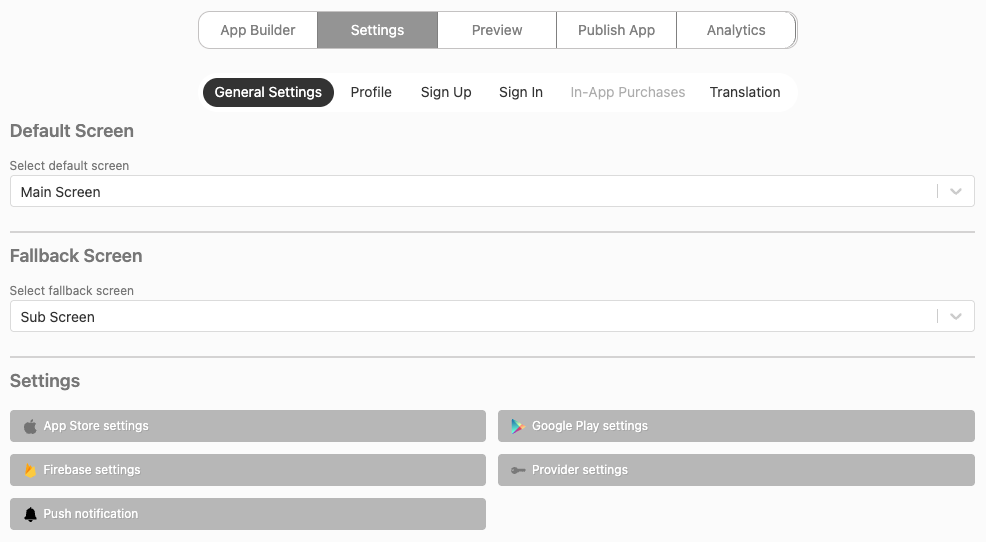 App Builder
Settings
Preview
Publish App
Analytics
General Settings
Profile
Sign Up
Sign In
In-App Purchases
Translation
Default Screen
Select default screen
Main Screen
Fallback Screen
Select fallback screen
Sub Screen
Settings
App Store settings
Google Play settings
Firebase settings
Provider settings
Push notification